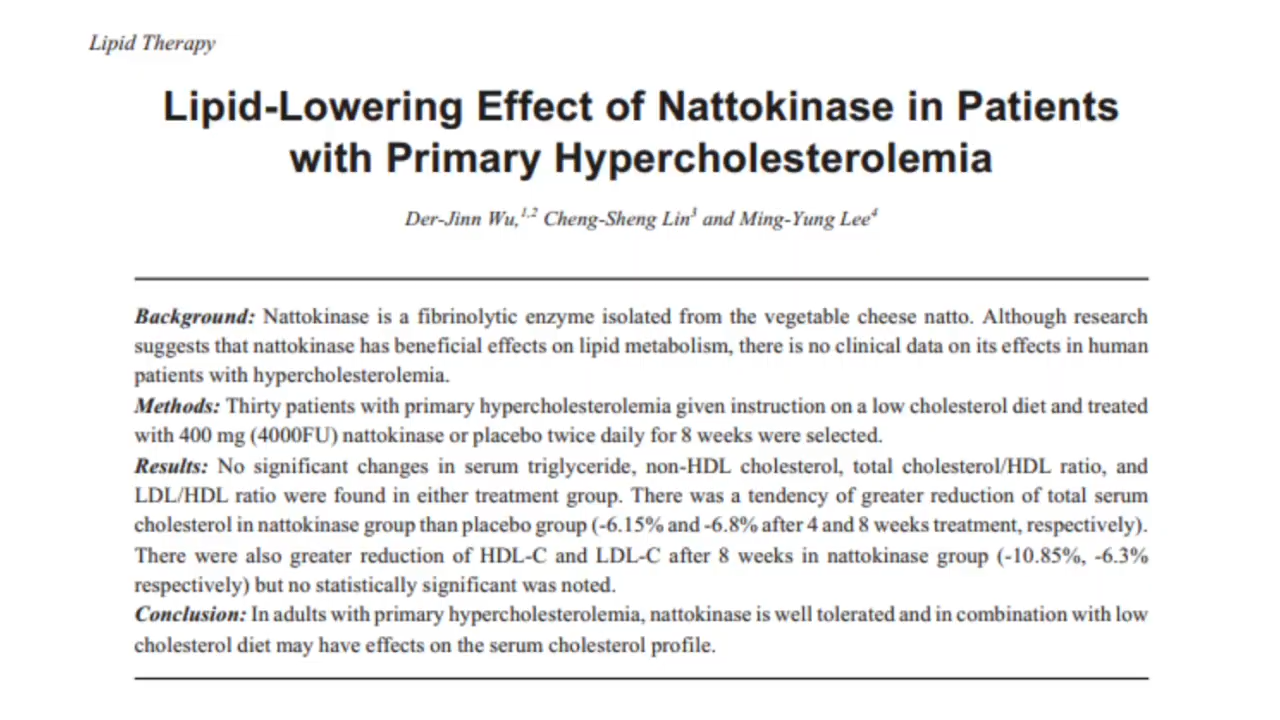 Lipid Therapy
Lipid-Lowering Effect of Nattokinase in Patients
with Primary Hypercholesterolemia
Der-Jinn Wu,1,2 Cheng-Sheng Lin3 and Ming-Yung Lee4
Background: Nattokinase is a fibrinolytic enzyme isolated from the vegetable cheese natto. Although research
suggests that nattokinase has beneficial effects on lipid metabolism, there is no clinical data on its effects in human
patients with hypercholesterolemia.
Methods: Thirty patients with primary hypercholesterolemia given instruction on a low cholesterol diet and treated
with 400 mg (4000FU) nattokinase or placebo twice daily for 8 weeks were selected.
Results: No significant changes in serum triglyceride, non-HDL cholesterol, total cholesterol/HDL ratio, and
LDL/HDL ratio were found in either treatment group. There was a tendency of greater reduction of total serum
cholesterol in nattokinase group than placebo group (-6.15% and -6.8% after 4 and 8 weeks treatment, respectively).
There were also greater reduction of HDL-C and LDL-C after 8 weeks in nattokinase group (-10.85%, -6.3%
respectively) but no statistically significant was noted.
Conclusion: In adults with primary hypercholesterolemia, nattokinase is well tolerated and in combination with low
cholesterol diet may have effects on the serum cholesterol profile.